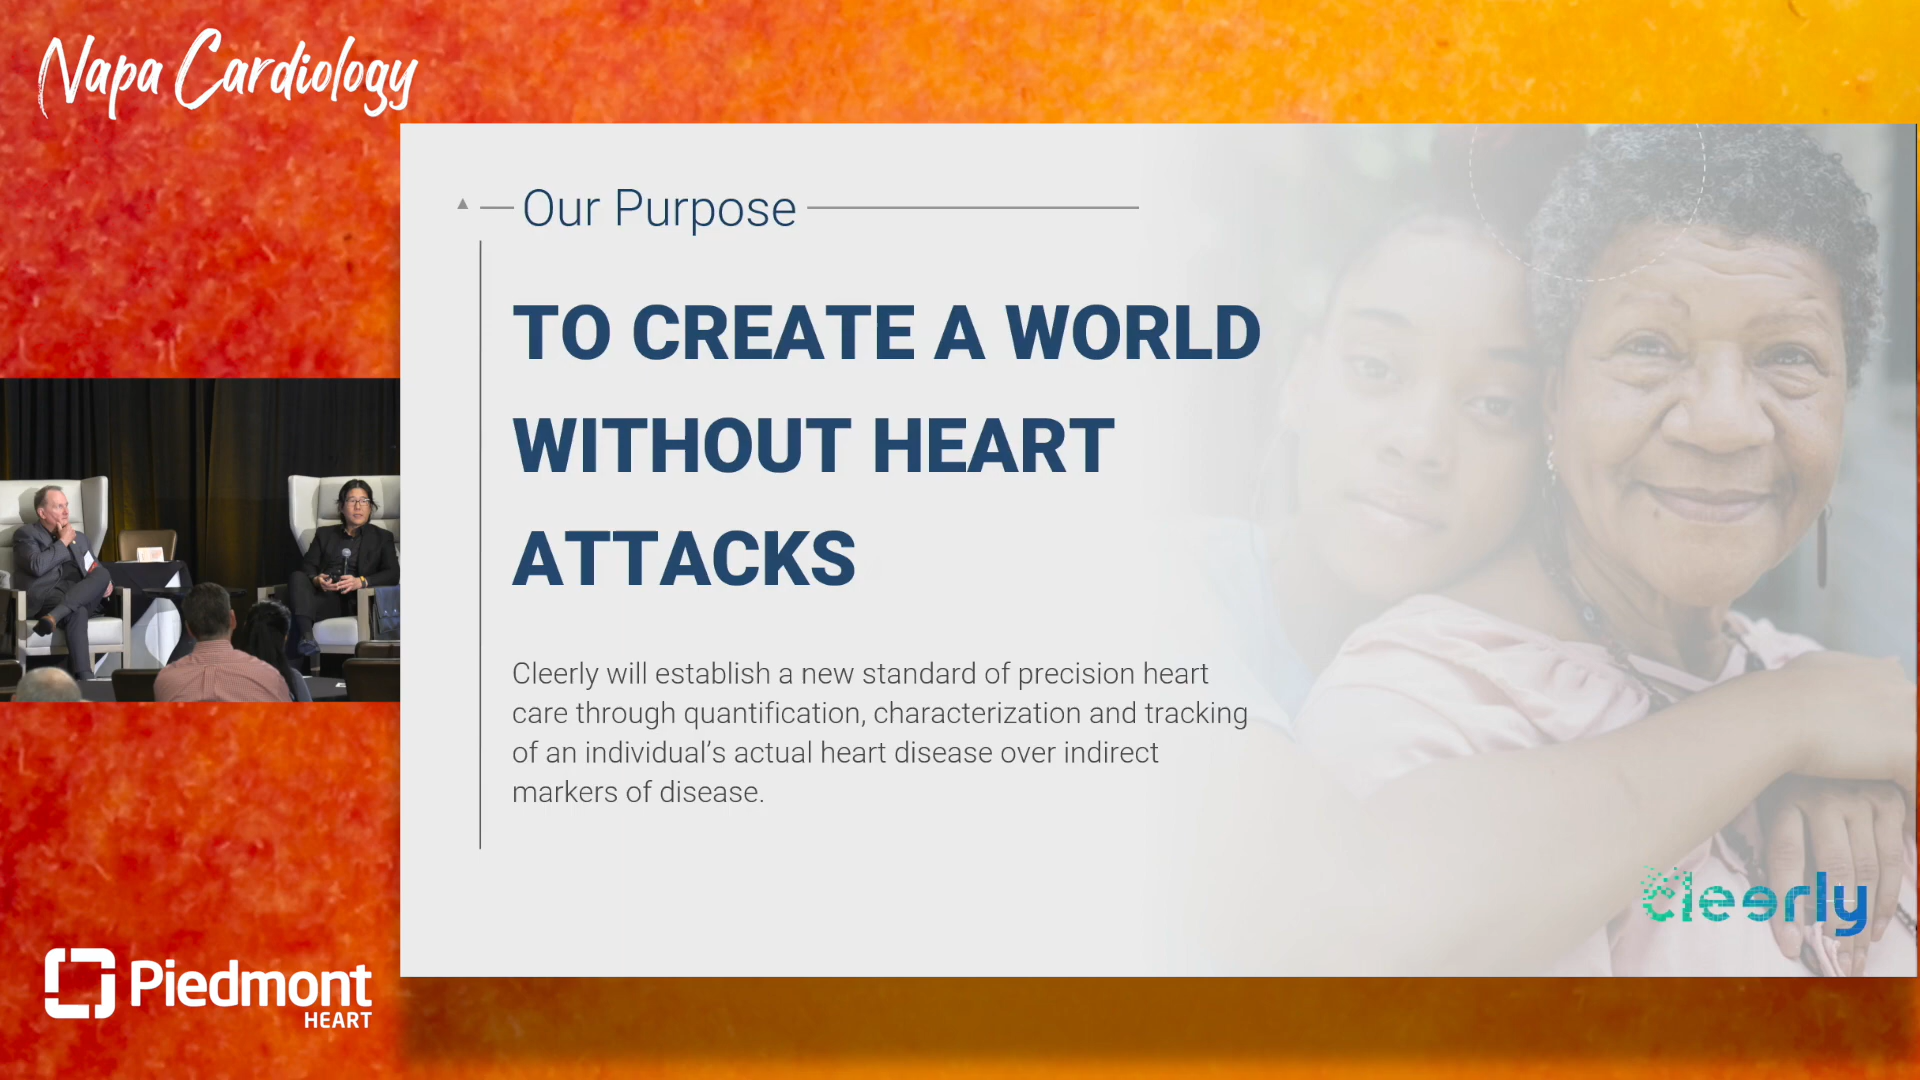 Napa Cardiology
Our Purpose
TO CREATE A WORLD
WITHOUT HEART
ATTACKS
Cleerly will establish a new standard of precision heart
care through quantification, characterization and tracking
of an individual’s actual heart disease over indirect
markers of disease.
cleerly
Piedmont
HEART